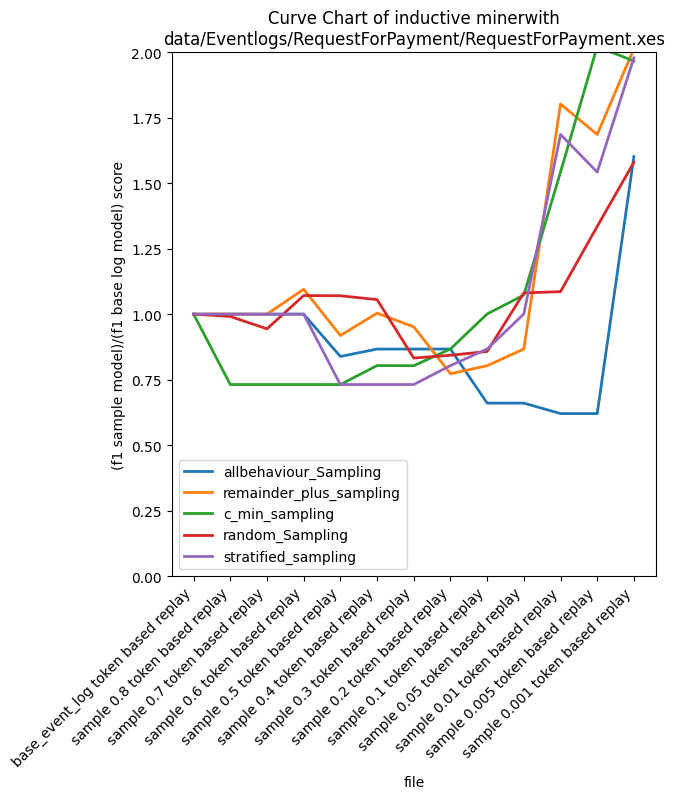 Curve Chart of inductive minerwith
data/Eventlogs/RequestForPayment/RequestForPayment.xes
(f1 sample model)/(f1 base log model) score
2.00
1.75
1.50
1.25
1.00
0.75
0.50
0.25
0.00
allbehaviour_Sampling
remainder_plus_sampling
c_min_sampling
random_Sampling
stratified_sampling
base_event_log token based replay
sample 0.8 token based replay
sample 0.7 token based replay
sample 0.6 token based replay
sample 0.5 token based replay
sample 0.4 token based replay
sample 0.3 token based replay
sample 0.2 token based replay
sample 0.1 token based replay
sample 0.05 token based replay
sample 0.01 token based replay
sample 0.005 token based replay
sample 0.001 token based replay
file